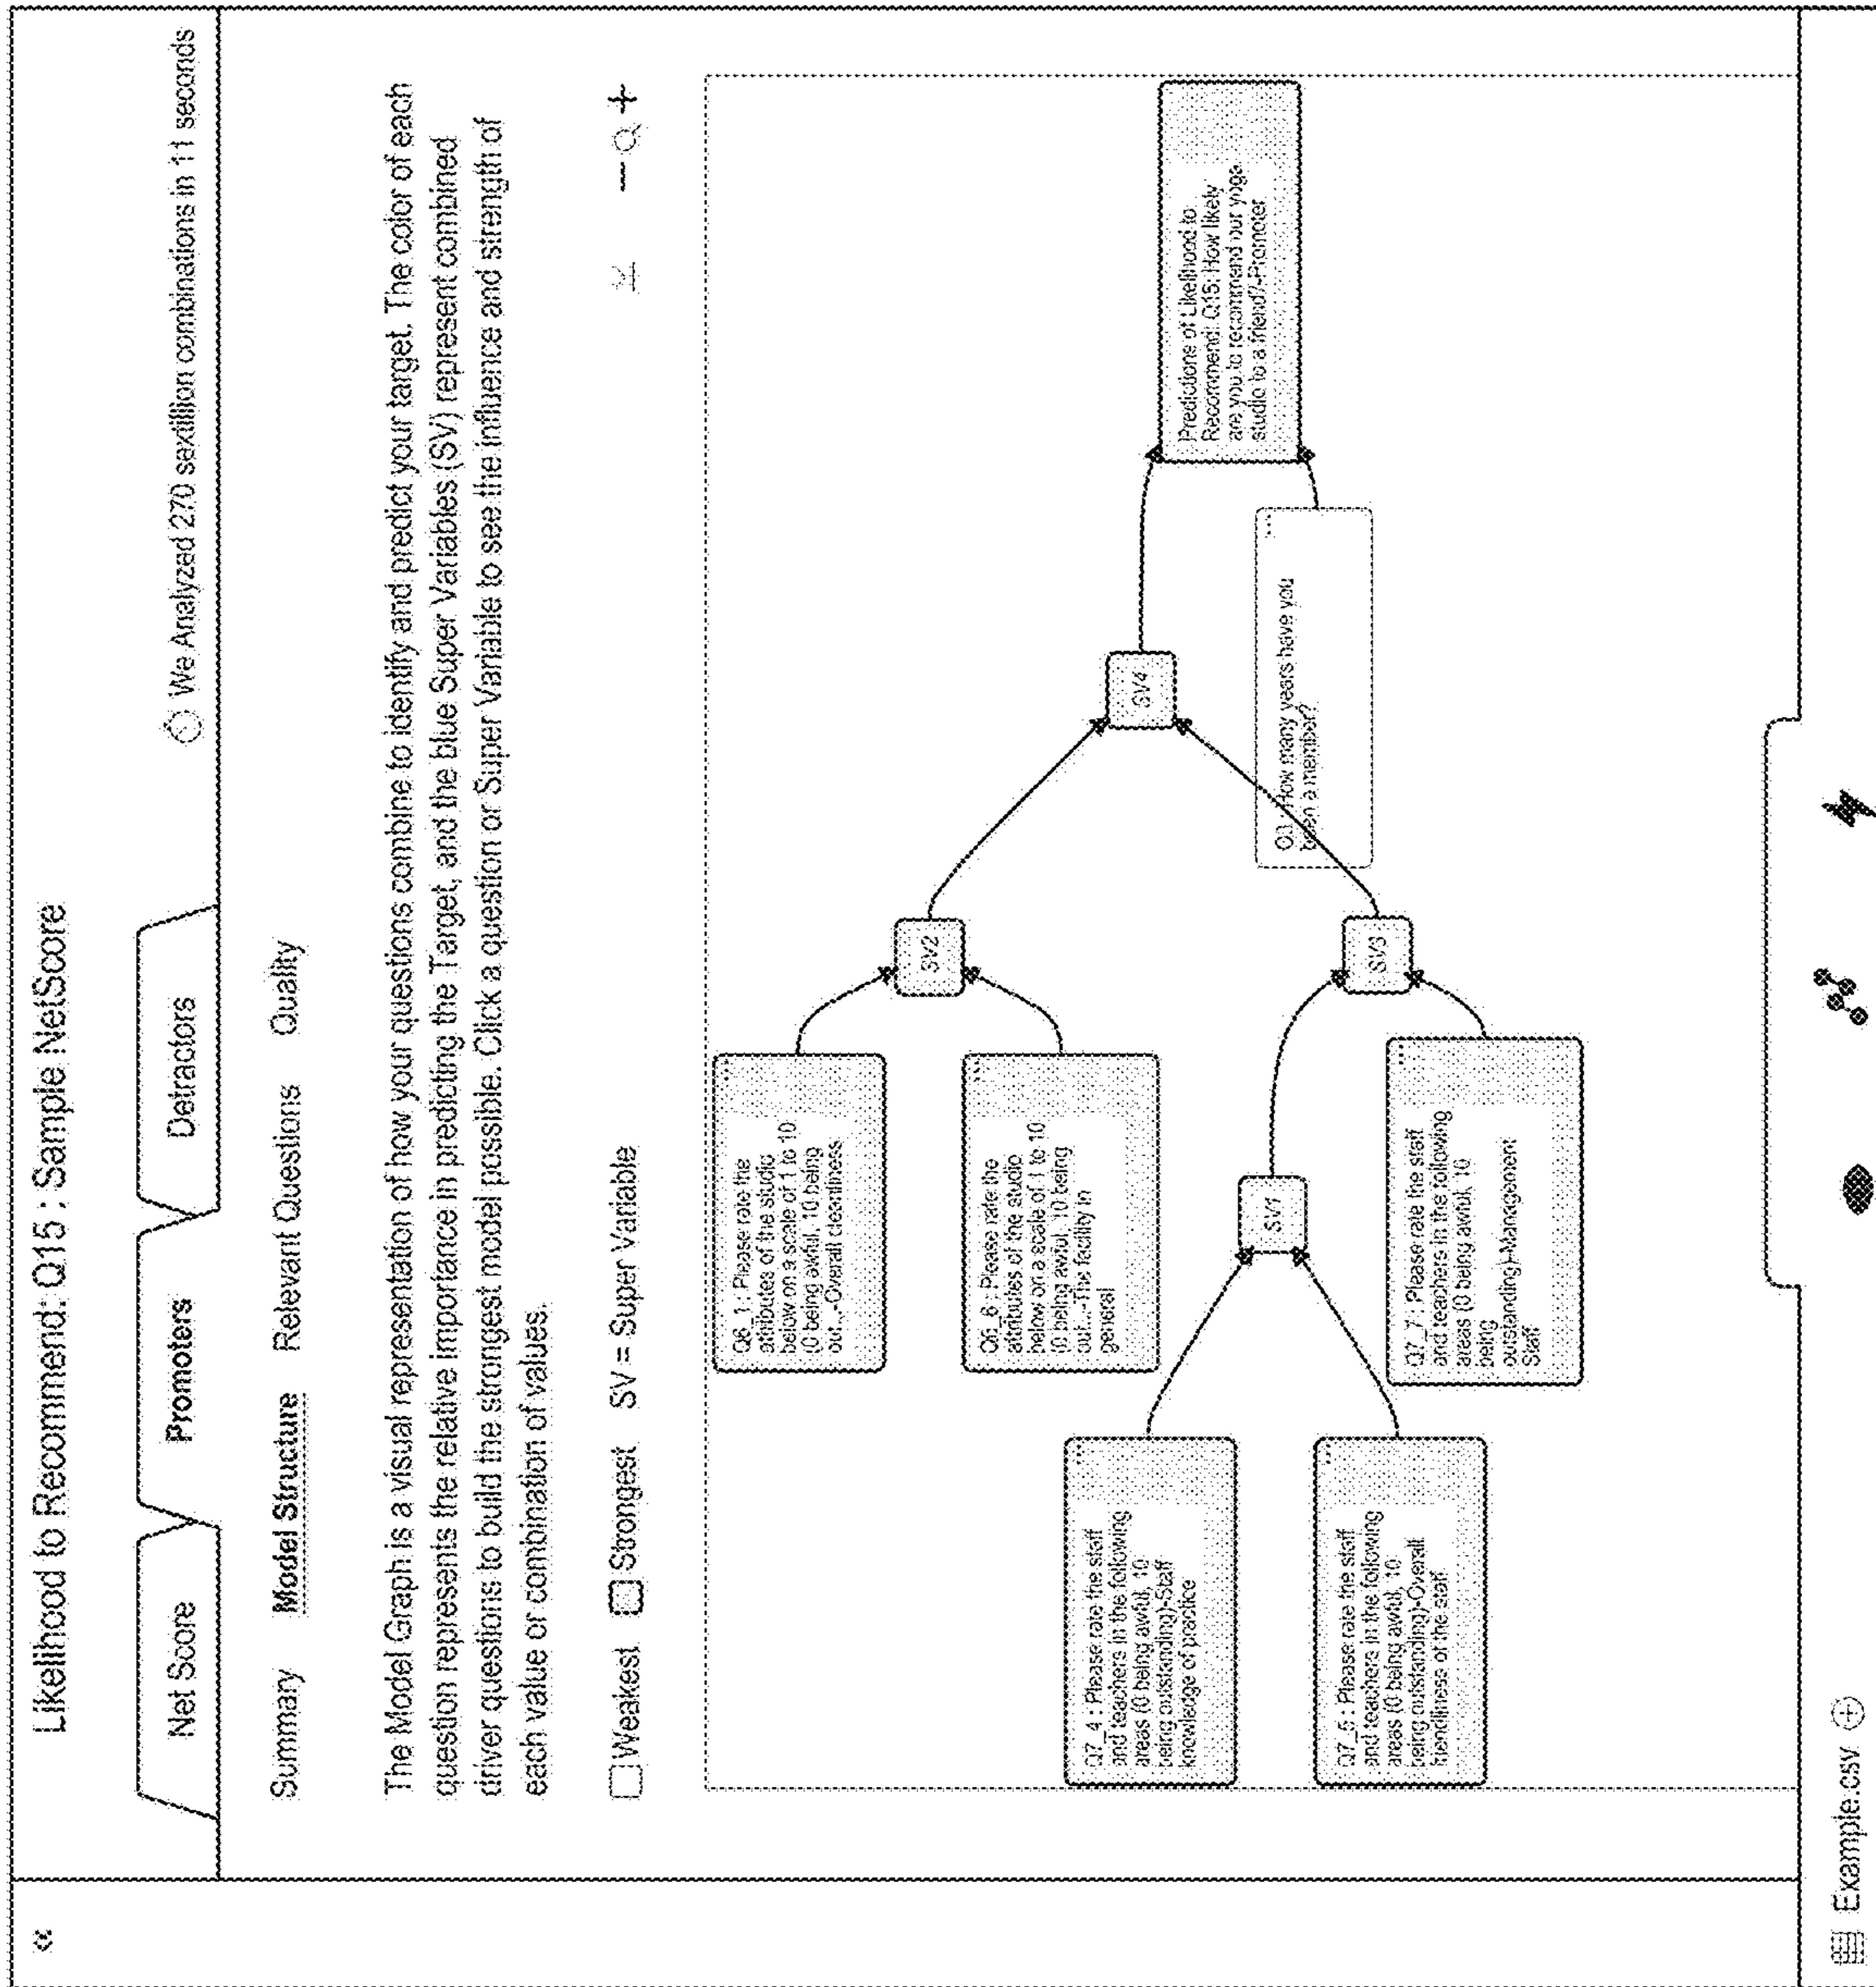 Likelihood to Recommend: Q15 : Sample NetScore
Net Score
Promoters
Detractors
We Analyzed 270 sextillion combinations in 11 seconds
Summary
Model Structure
Relevant Questions
Quality
The Model Graph is a visual representation of how your questions combine to identify and predict your target. The color of each
question represents the relative importance in predicting the Target, and the blue Super Variables (SV) represent combined
driver questions to build the strongest model possible. Click a question or Super Variable to see the influence and strength of
each value or combination of values.
Weakest
Strongest
SV = Super Variable
Q6_1 : Please rate the
attributes of the studio
below on a scale of 1 to 10
(0 being awful, 10 being
out...-Overall cleanliness
Q6_6 : Please rate the
attributes of the studio
below on a scale of 1 to 10
(0 being awful, 10 being
out...-The facility in
general
SV2
Q7_4 : Please rate the staff
and teachers in the following
areas (0 being awful, 10
being outstanding)-Staff
knowledge of practice
Q7_5 : Please rate the staff
and teachers in the following
areas (0 being awful, 10
being outstanding)-Overall
friendliness of the staff
SV1
Q7_7 : Please rate the staff
and teachers in the following
areas (0 being awful, 10
being
outstanding)-Management
Staff
SV3
SV4
Q3 : How many years have you
been a member?
Predictions of Likelihood to
Recommend: Q15: How likely
are you to recommend our yoga
studio to a friend?-Promoter
Example.csv